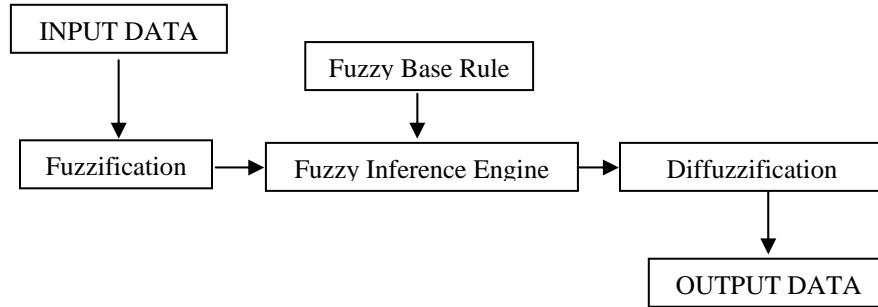 INPUT DATA
Fuzzy Base Rule
Fuzzification
Fuzzy Inference Engine
Diffuzzification
OUTPUT DATA